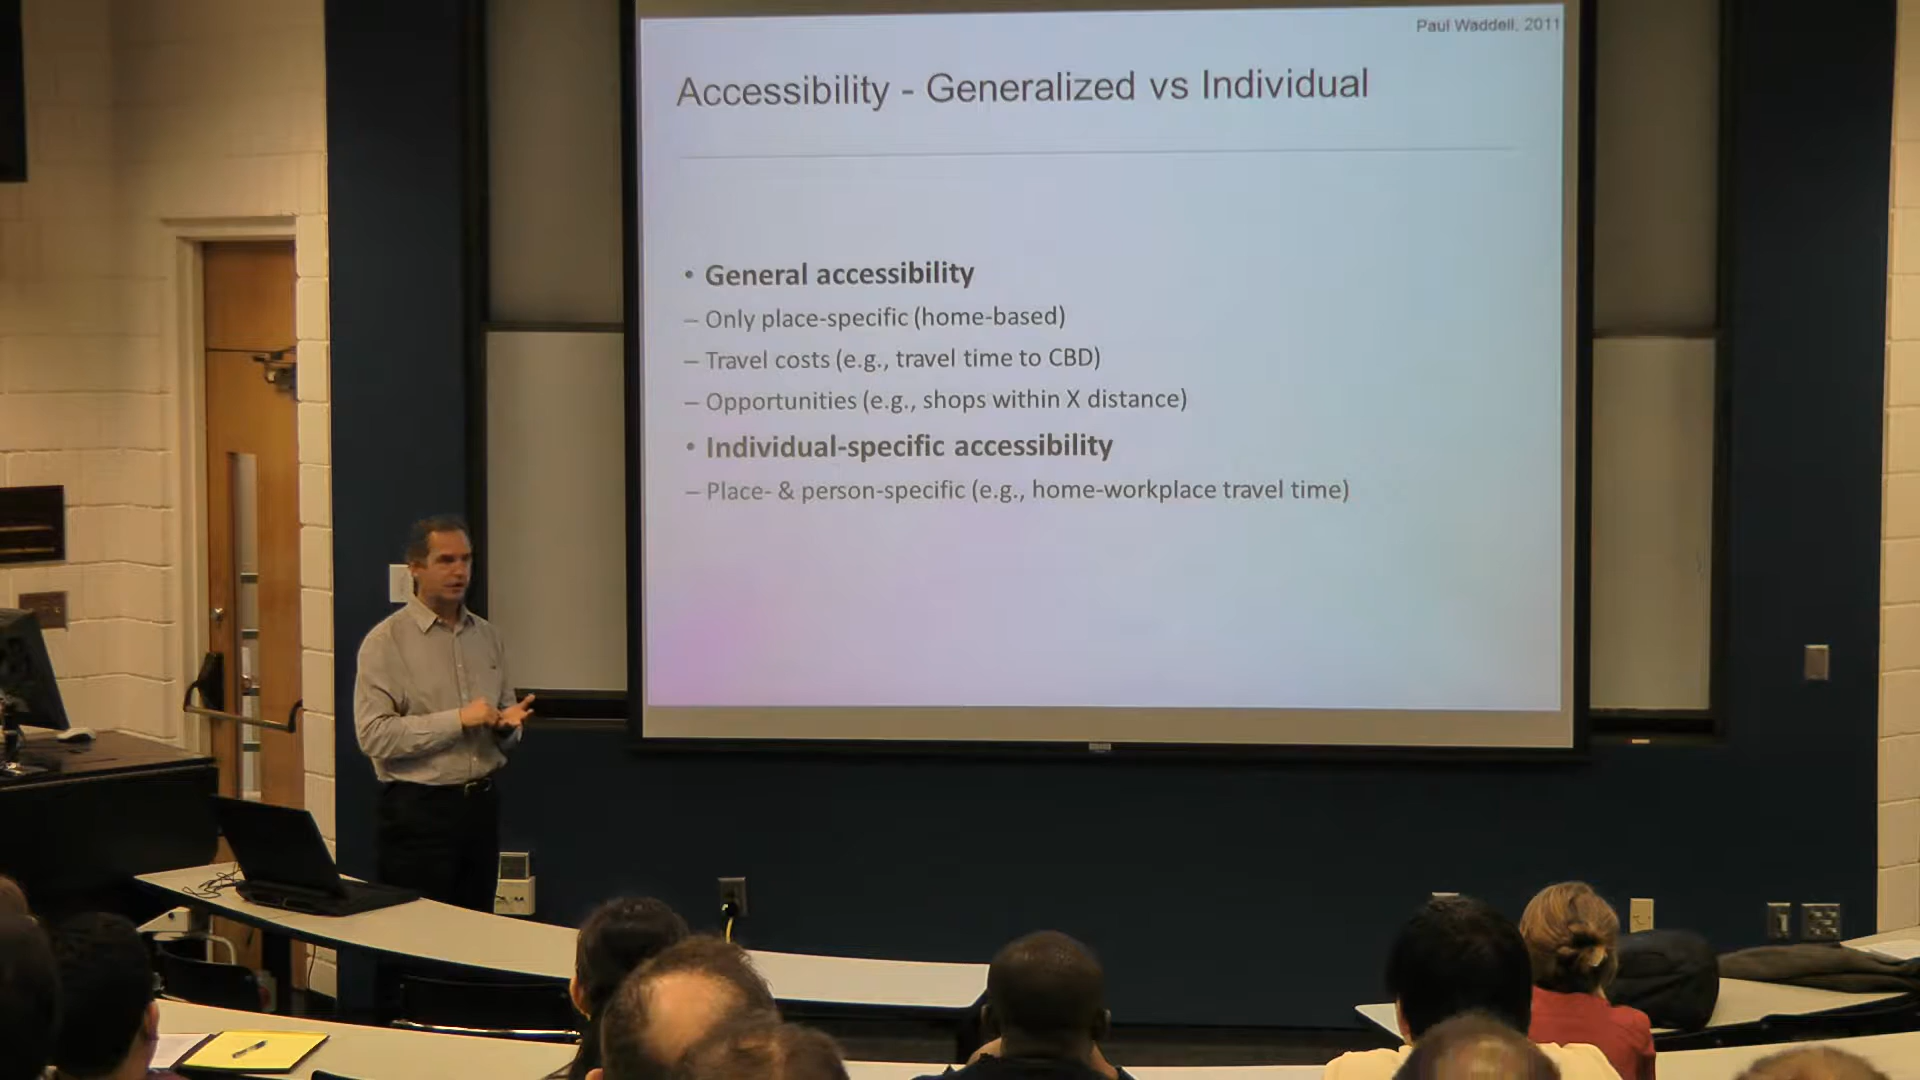 Paul Waddell, 2011
Accessibility - Generalized vs Individual
• General accessibility
– Only place-specific (home-based)
– Travel costs (e.g., travel time to CBD)
– Opportunities (e.g., shops within X distance)
• Individual-specific accessibility
– Place- & person-specific (e.g., home-workplace travel time)